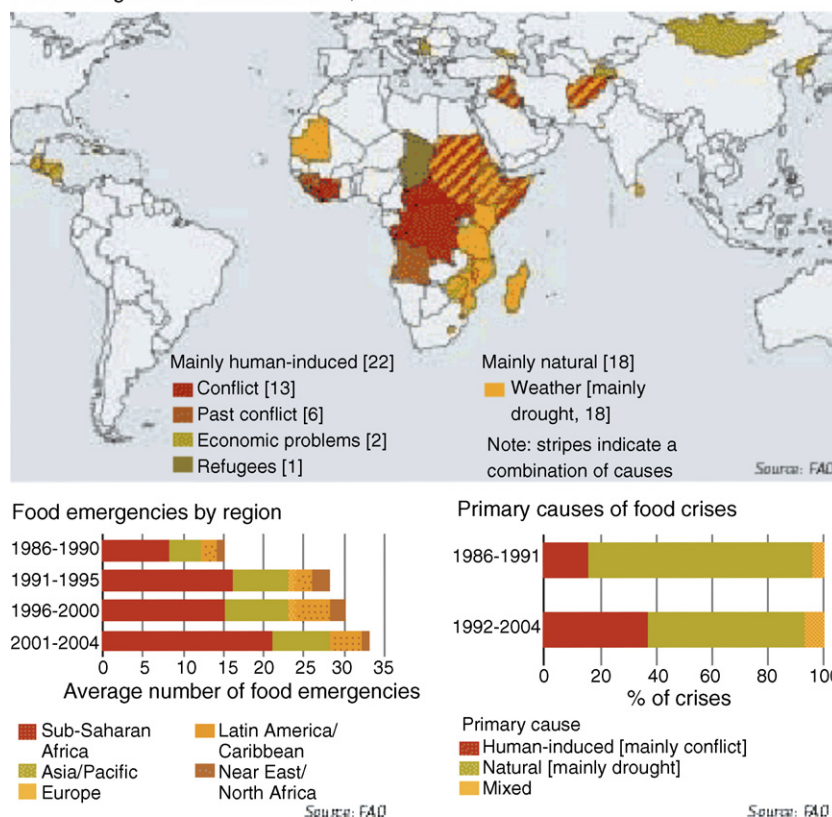 Mainly human-induced [22]
Conflict [13]
Past conflict [6]
Economic problems [2]
Refugees [1]
Mainly natural [18]
Weather [mainly
drought, 18]
Note: stripes indicate a
combination of causes
Source: FAO
Food emergencies by region
1986-1990
1991-1995
1996-2000
2001-2004
0 5 10 15 20 25 30 35
Average number of food emergencies
Sub-Saharan
Africa
Asia/Pacific
Europe
Latin America/
Caribbean
Near East/
North Africa
Source: FAO
Primary causes of food crises
1986-1991
1992-2004
0 20 40 60 80 100
% of crises
Primary cause
Human-induced [mainly conflict]
Natural [mainly drought]
Mixed
Source: FAO